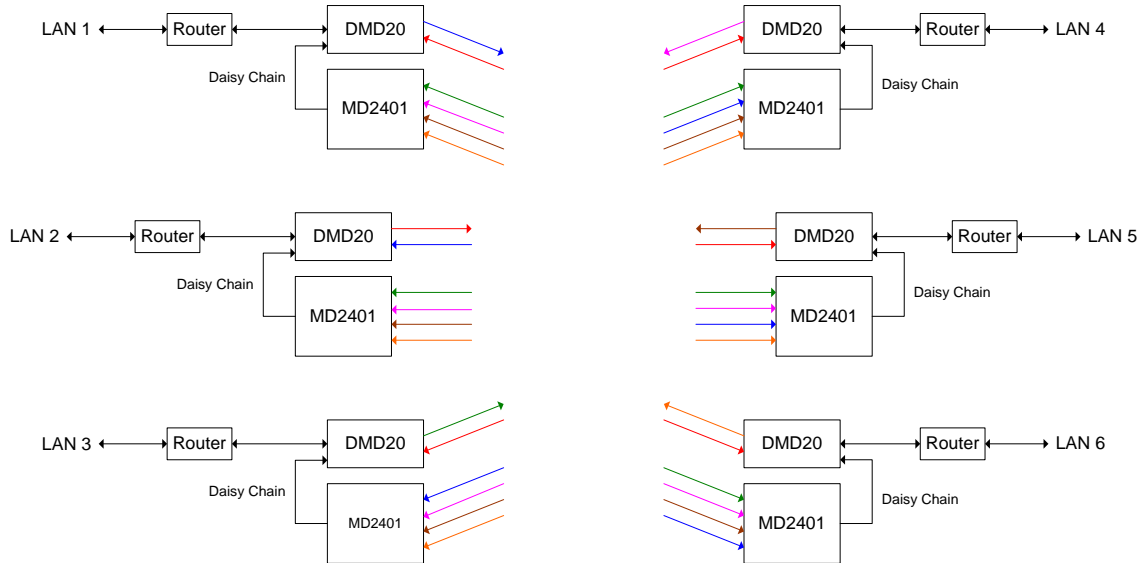 LAN 1
Router
DMD20
Daisy Chain
MD2401
DMD20
Router
LAN 4
Daisy Chain
MD2401
LAN 2
Router
DMD20
Daisy Chain
MD2401
DMD20
Router
LAN 5
Daisy Chain
MD2401
LAN 3
Router
DMD20
Daisy Chain
MD2401
DMD20
Router
LAN 6
Daisy Chain
MD2401